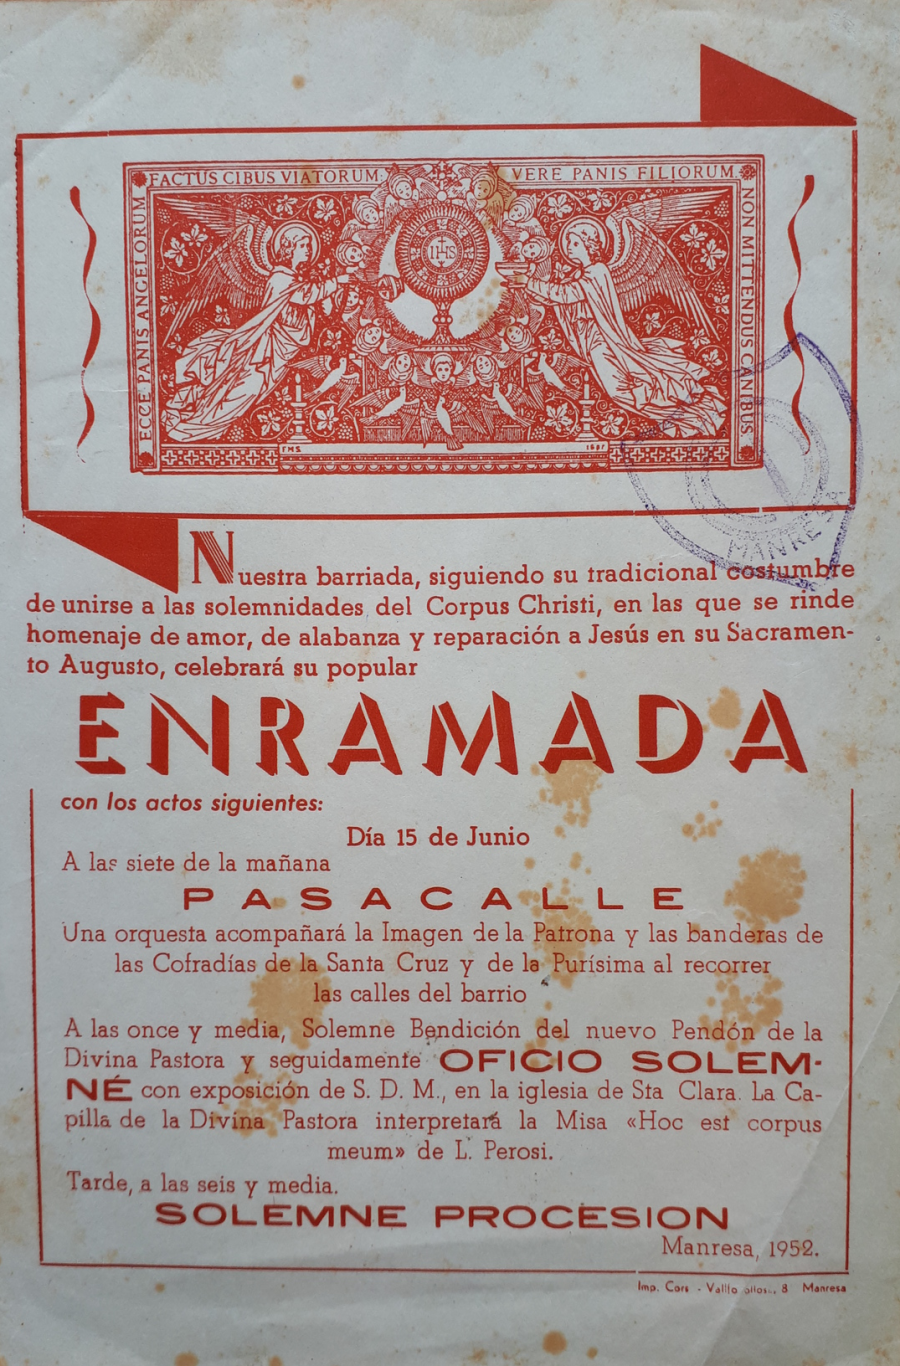 FACTUS CIBUS VIATORUM.
VERE PANIS FILIORUM.
ECCE PANIS ANGELORUM
NON MITTENDUS CANIBUS.
IHS
MANRESA
Nuestra barriada, siguiendo su tradicional costumbre
de unirse a las solemnidades del Corpus Christi, en las que se rinde
homenaje de amor, de alabanza y reparación a Jesús en su Sacramen-
to Augusto, celebrará su popular
ENRAMADA
con los actos siguientes:
Día 15 de Junio
A las siete de la mañana
PASACALLE
Una orquesta acompañará la Imagen de la Patrona y las banderas de
las Cofradías de la Santa Cruz y de la Purísima al recorrer
las calles del barrio
A las once y media, Solemne Bendición del nuevo Pendón de la
Divina Pastora y seguidamente OFICIO SOLEM-
NÉ con exposición de S. D. M., en la iglesia de Sta Clara. La Ca-
pilla de la Divina Pastora interpretará la Misa «Hoc est corpus
meum» de L. Perosi.
Tarde, a las seis y media.
SOLEMNE PROCESION
Manresa, 1952.
Imp. Cors - 8 Manresa